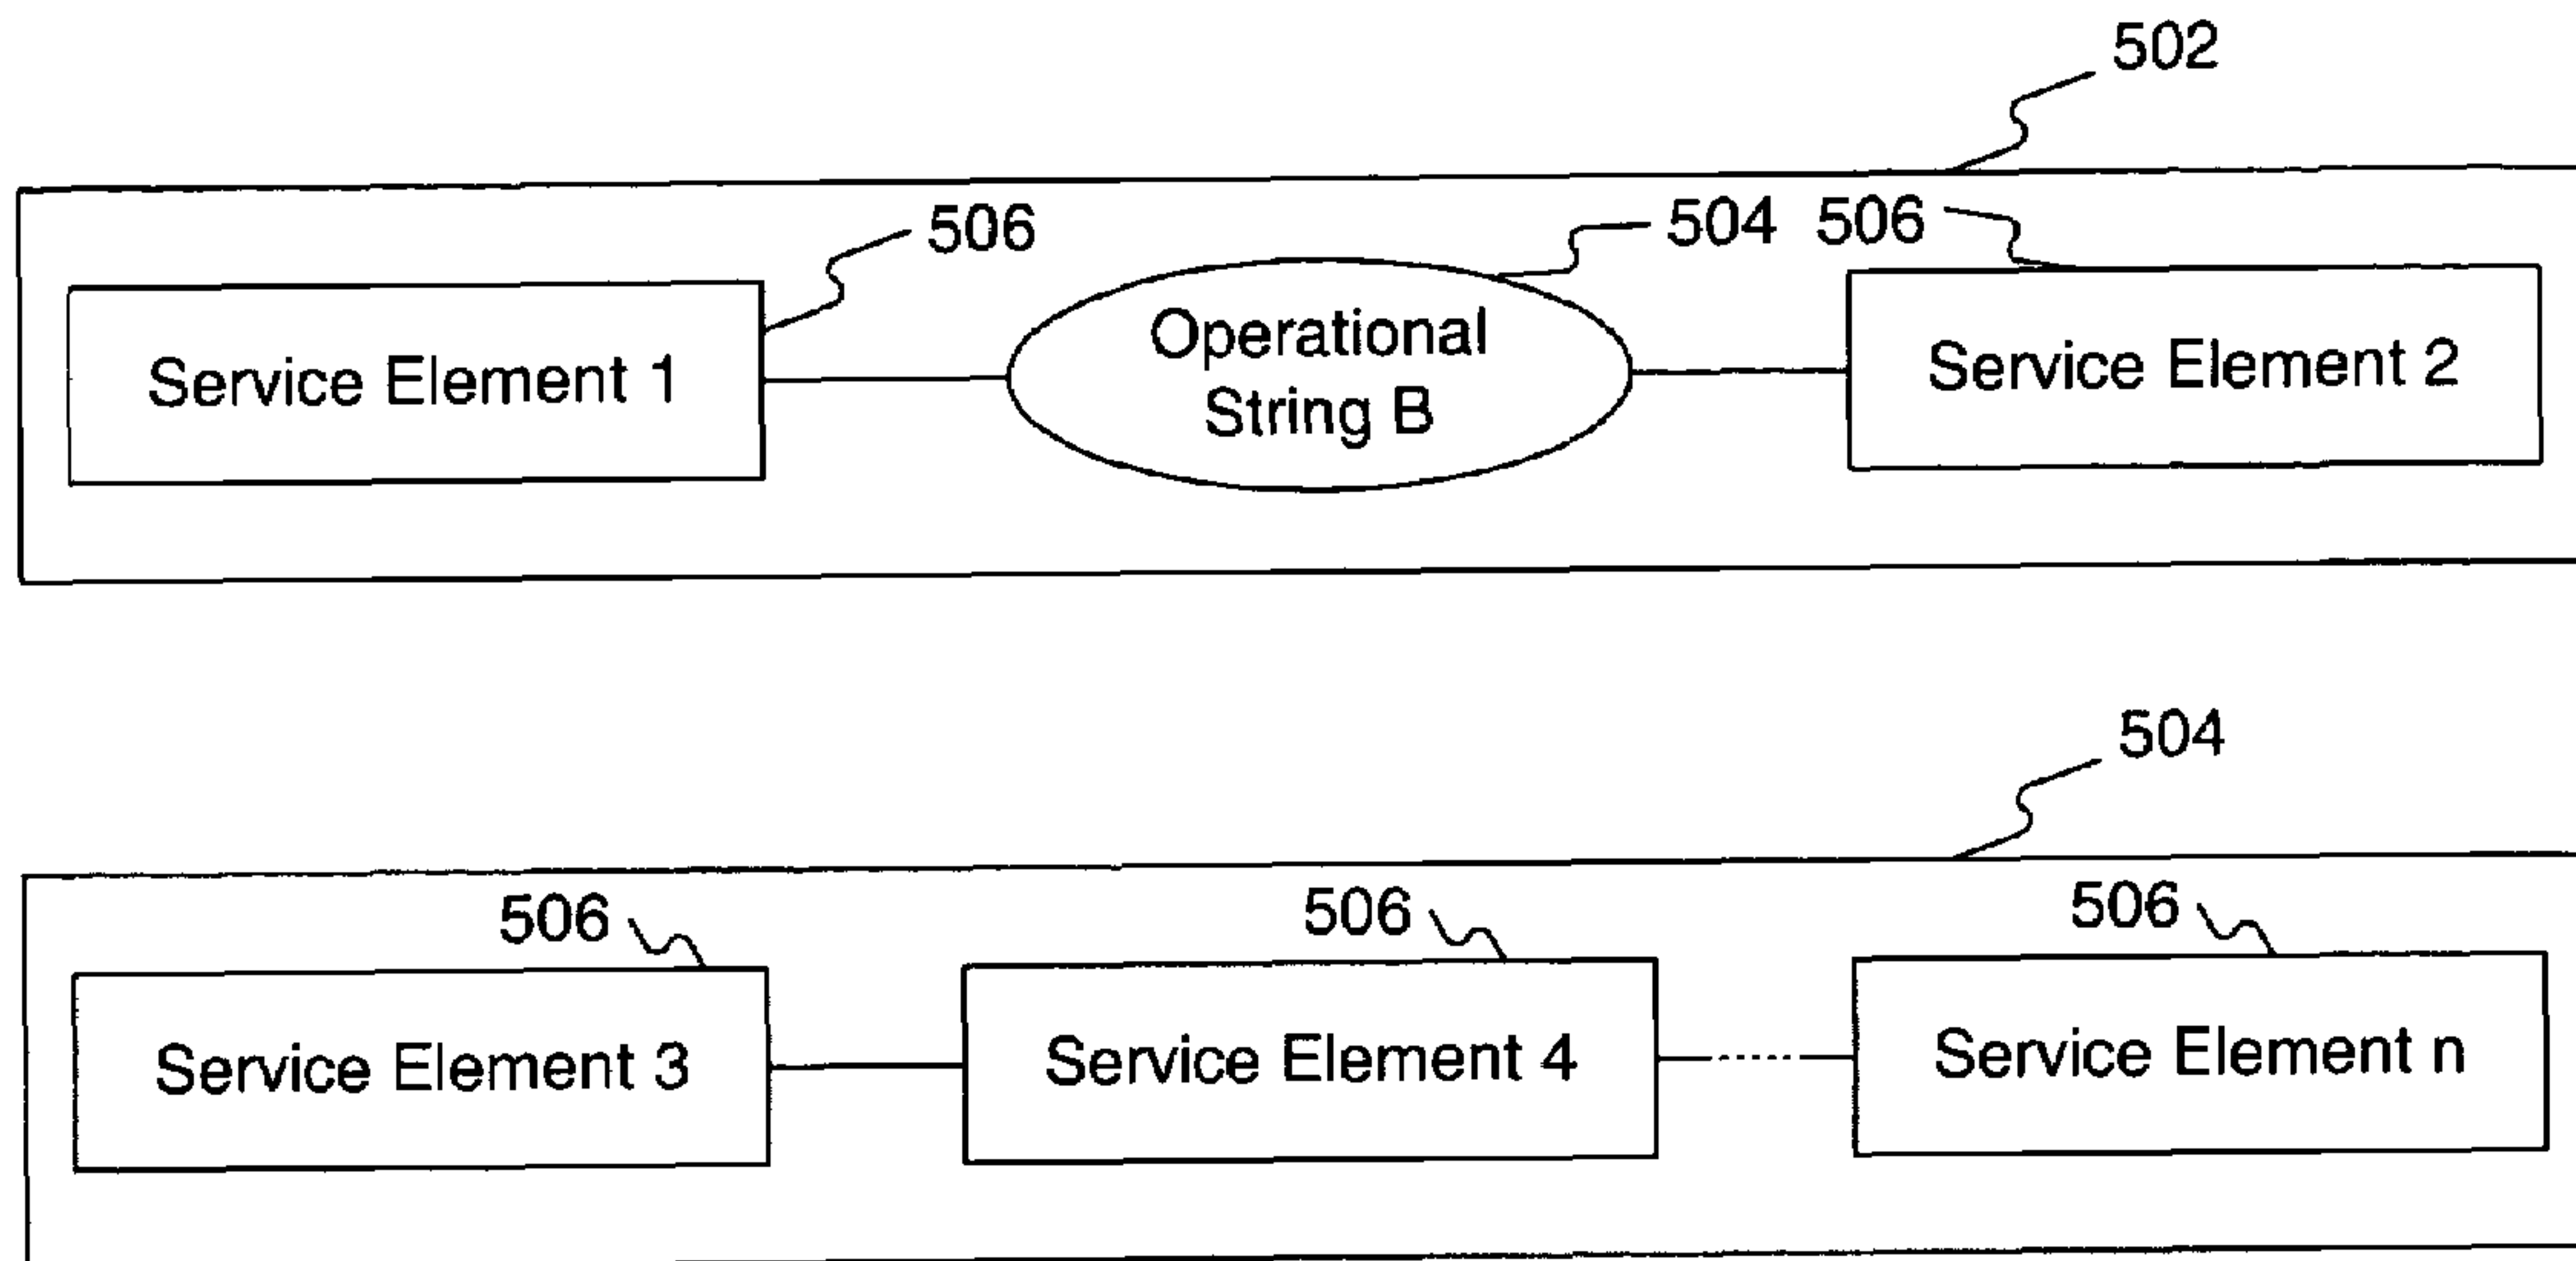 502
506
504 506
Service Element 1
Operational
String B
Service Element 2
504
506
506
506
Service Element 3
Service Element 4
Service Element n